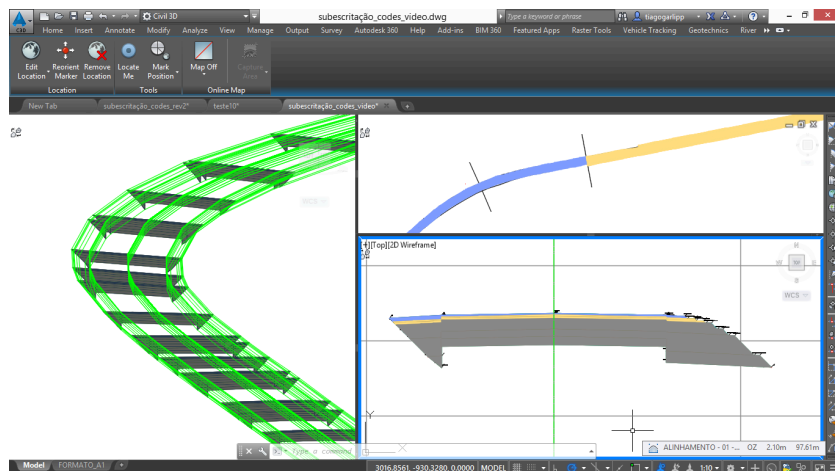 Civil 3D
subescritação_codes_video.dwg
Type a keyword or phrase
tiagogarlipp
Home Insert Annotate Modify Analyze View Manage Output Survey Autodesk 360 Help Add-ins BIM 360 Featured Apps Raster Tools Vehicle Tracking Geotechnics River
Edit Location
Reorient Marker
Remove Location
Locate Me
Mark Position
Map Off
Capture Area
Location Tools Online Map
New Tab subescritação_codes_rev2* teste10* subescritação_codes_video*
WCS
[+][Top][2D Wireframe]
N
WCS
Y
X
Type a command
ALINHAMENTO - 01 -... OZ 2.10m 97.61m
Model FORMATO_A1
3016.8561, -930.3280, 0.0000 MODEL 1:10